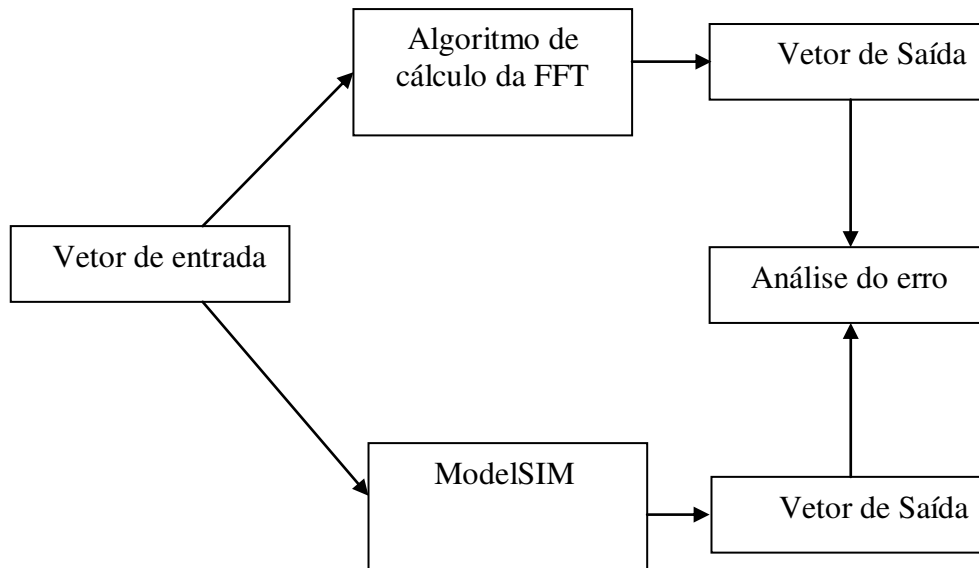 Algoritmo de
cálculo da FFT
Vetor de Saída
Vetor de entrada
Análise do erro
ModelSIM
Vetor de Saída